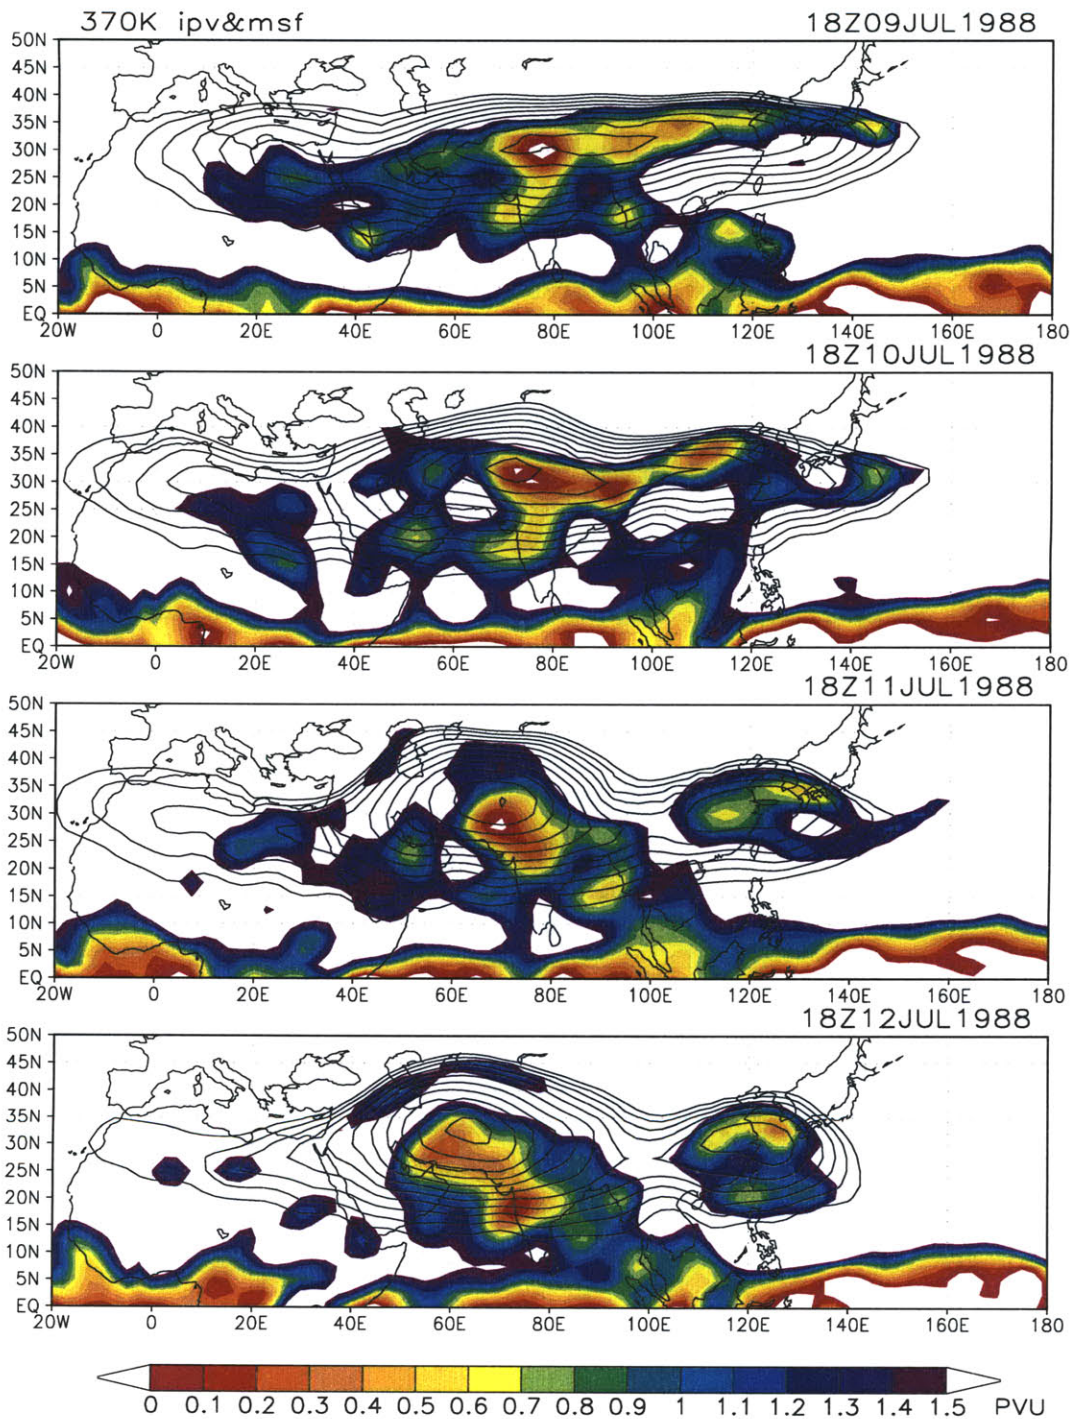 370K ipv&msf 18Z09JUL1988
50N
45N
40N
35N
30N
25N
20N
15N
10N
5N
EQ
20W 0 20E 40E 60E 80E 100E 120E 140E 160E 180
18Z10JUL1988
50N
45N
40N
35N
30N
25N
20N
15N
10N
5N
EQ
20W 0 20E 40E 60E 80E 100E 120E 140E 160E 180
18Z11JUL1988
50N
45N
40N
35N
30N
25N
20N
15N
10N
5N
EQ
20W 0 20E 40E 60E 80E 100E 120E 140E 160E 180
18Z12JUL1988
50N
45N
40N
35N
30N
25N
20N
15N
10N
5N
EQ
20W 0 20E 40E 60E 80E 100E 120E 140E 160E 180
0 0.1 0.2 0.3 0.4 0.5 0.6 0.7 0.8 0.9 1 1.1 1.2 1.3 1.4 1.5 PVU